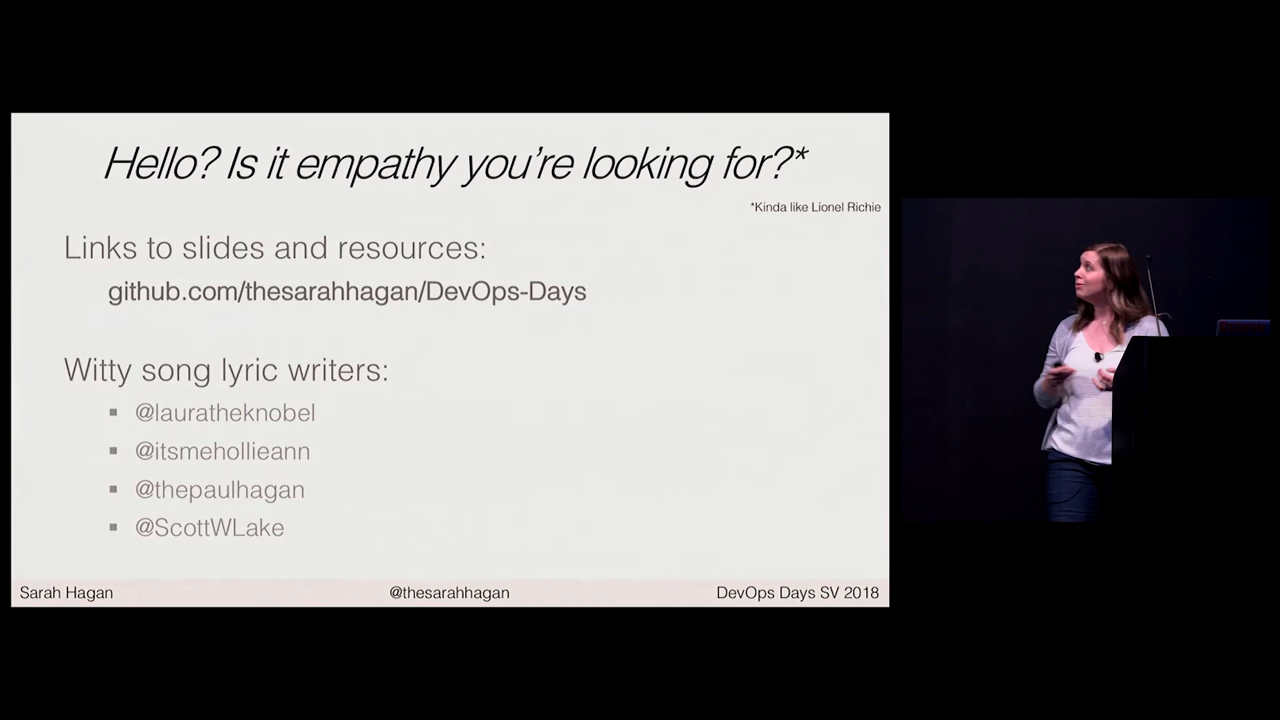 Hello? Is it empathy you're looking for?*
*Kinda like Lionel Richie
Links to slides and resources:
github.com/thesarahhagan/DevOps-Days
Witty song lyric writers:
▪ @lauratheknobel
▪ @itsmehollieann
▪ @thepaulhagan
▪ @ScottWLake
Sarah Hagan
@thesarahhagan
DevOps Days SV 2018